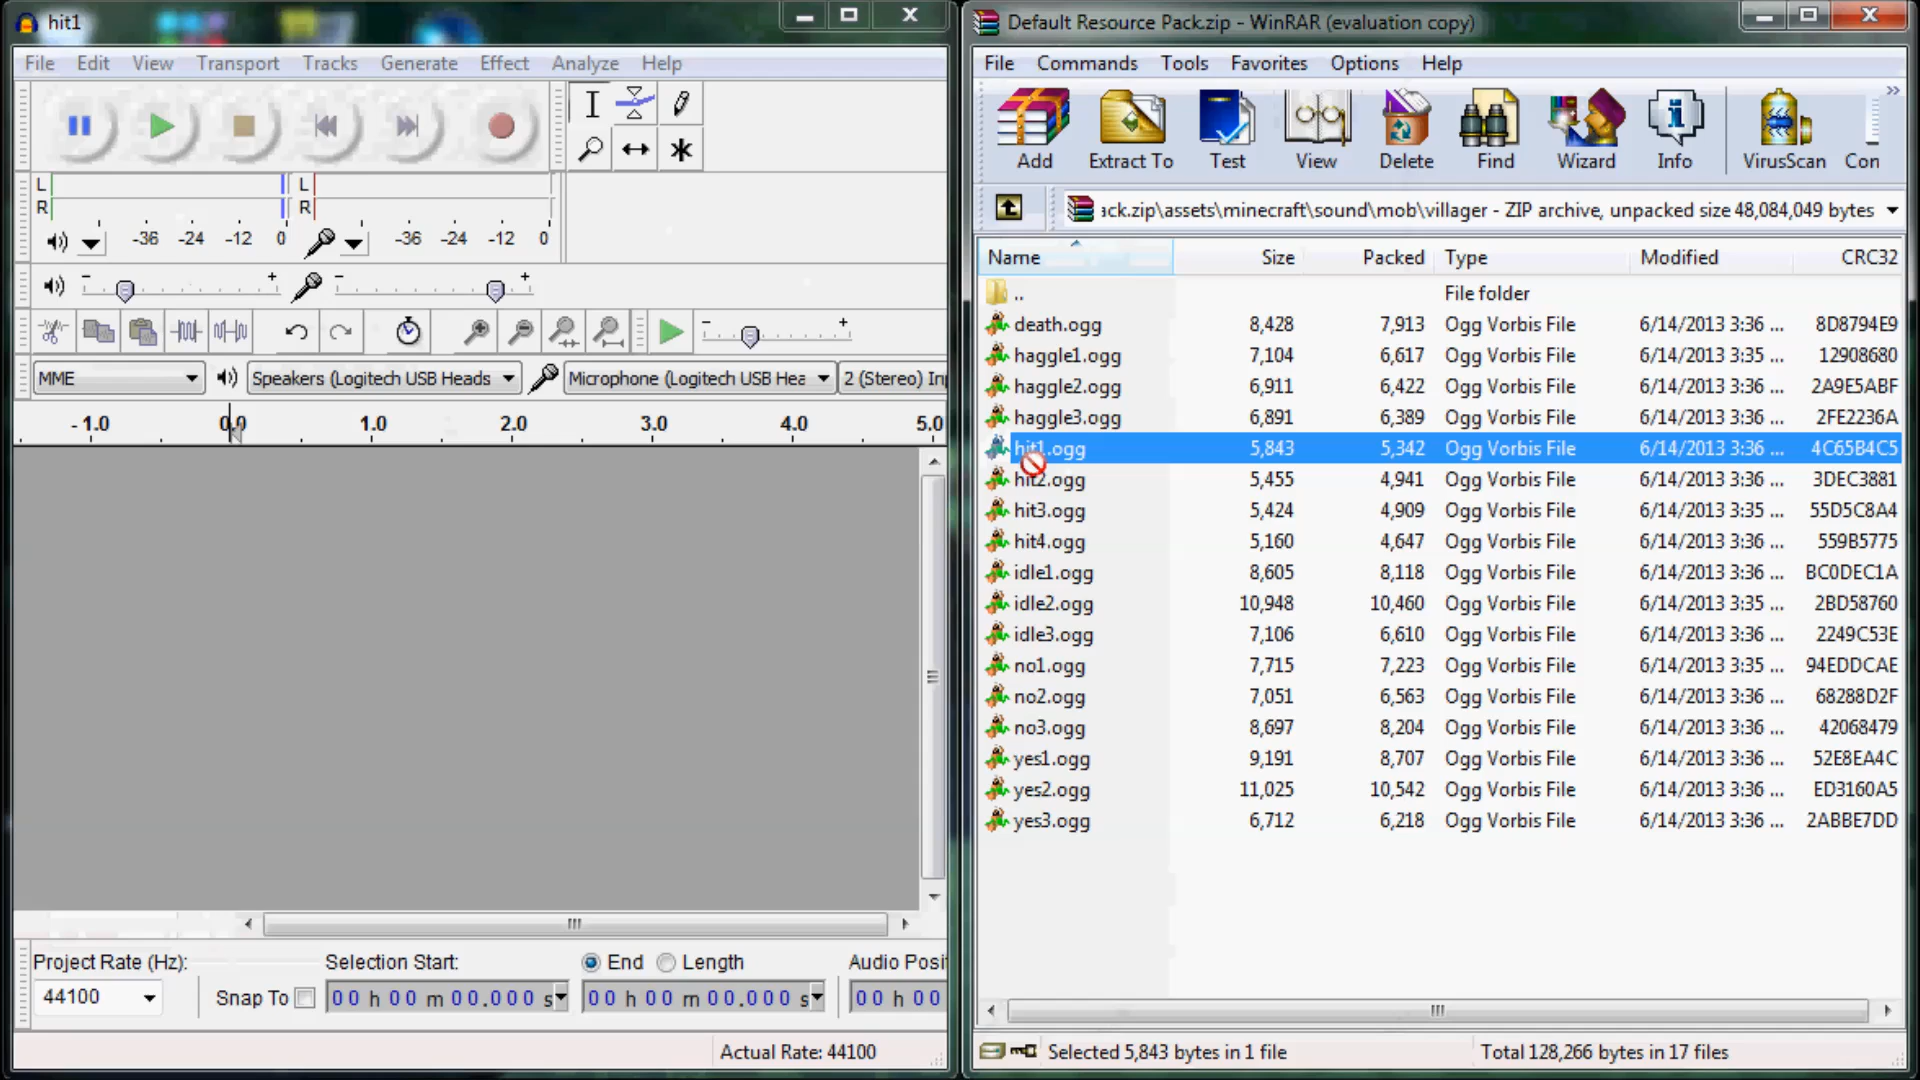 hit1
File Edit View Transport Tracks Generate Effect Analyze Help
L L
R R
-36 -24 -12 0 -36 -24 -12 0
- + - +
- +
MME Speakers (Logitech USB Heads Microphone (Logitech USB Hea 2 (Stereo) In
- 1.0 0.0 1.0 2.0 3.0 4.0 5.0
Project Rate (Hz): Selection Start: End Length Audio Posit
44100 Snap To 00 h 00 m 00.000 s 00 h 00 m 00.000 s 00 h 00
Actual Rate: 44100
Default Resource Pack.zip - WinRAR (evaluation copy)
File Commands Tools Favorites Options Help
Add Extract To Test View Delete Find Wizard Info VirusScan Con
ack.zip\assets\minecraft\sound\mob\villager - ZIP archive, unpacked size 48,084,049 bytes
Name Size Packed Type Modified CRC32
.. File folder
death.ogg 8,428 7,913 Ogg Vorbis File 6/14/2013 3:36 ... 8D8794E9
haggle1.ogg 7,104 6,617 Ogg Vorbis File 6/14/2013 3:35 ... 12908680
haggle2.ogg 6,911 6,422 Ogg Vorbis File 6/14/2013 3:36 ... 2A9E5ABF
haggle3.ogg 6,891 6,389 Ogg Vorbis File 6/14/2013 3:36 ... 2FE2236A
hit1.ogg 5,843 5,342 Ogg Vorbis File 6/14/2013 3:36 ... 4C65B4C5
hit2.ogg 5,455 4,941 Ogg Vorbis File 6/14/2013 3:36 ... 3DEC3881
hit3.ogg 5,424 4,909 Ogg Vorbis File 6/14/2013 3:35 ... 55D5C8A4
hit4.ogg 5,160 4,647 Ogg Vorbis File 6/14/2013 3:36 ... 559B5775
idle1.ogg 8,605 8,118 Ogg Vorbis File 6/14/2013 3:36 ... BC0DEC1A
idle2.ogg 10,948 10,460 Ogg Vorbis File 6/14/2013 3:35 ... 2BD58760
idle3.ogg 7,106 6,610 Ogg Vorbis File 6/14/2013 3:36 ... 2249C53E
no1.ogg 7,715 7,223 Ogg Vorbis File 6/14/2013 3:35 ... 94EDDCAE
no2.ogg 7,051 6,563 Ogg Vorbis File 6/14/2013 3:36 ... 68288D2F
no3.ogg 8,697 8,204 Ogg Vorbis File 6/14/2013 3:36 ... 42068479
yes1.ogg 9,191 8,707 Ogg Vorbis File 6/14/2013 3:36 ... 52E8EA4C
yes2.ogg 11,025 10,542 Ogg Vorbis File 6/14/2013 3:36 ... ED3160A5
yes3.ogg 6,712 6,218 Ogg Vorbis File 6/14/2013 3:36 ... 2ABBE7DD
Selected 5,843 bytes in 1 file Total 128,266 bytes in 17 files